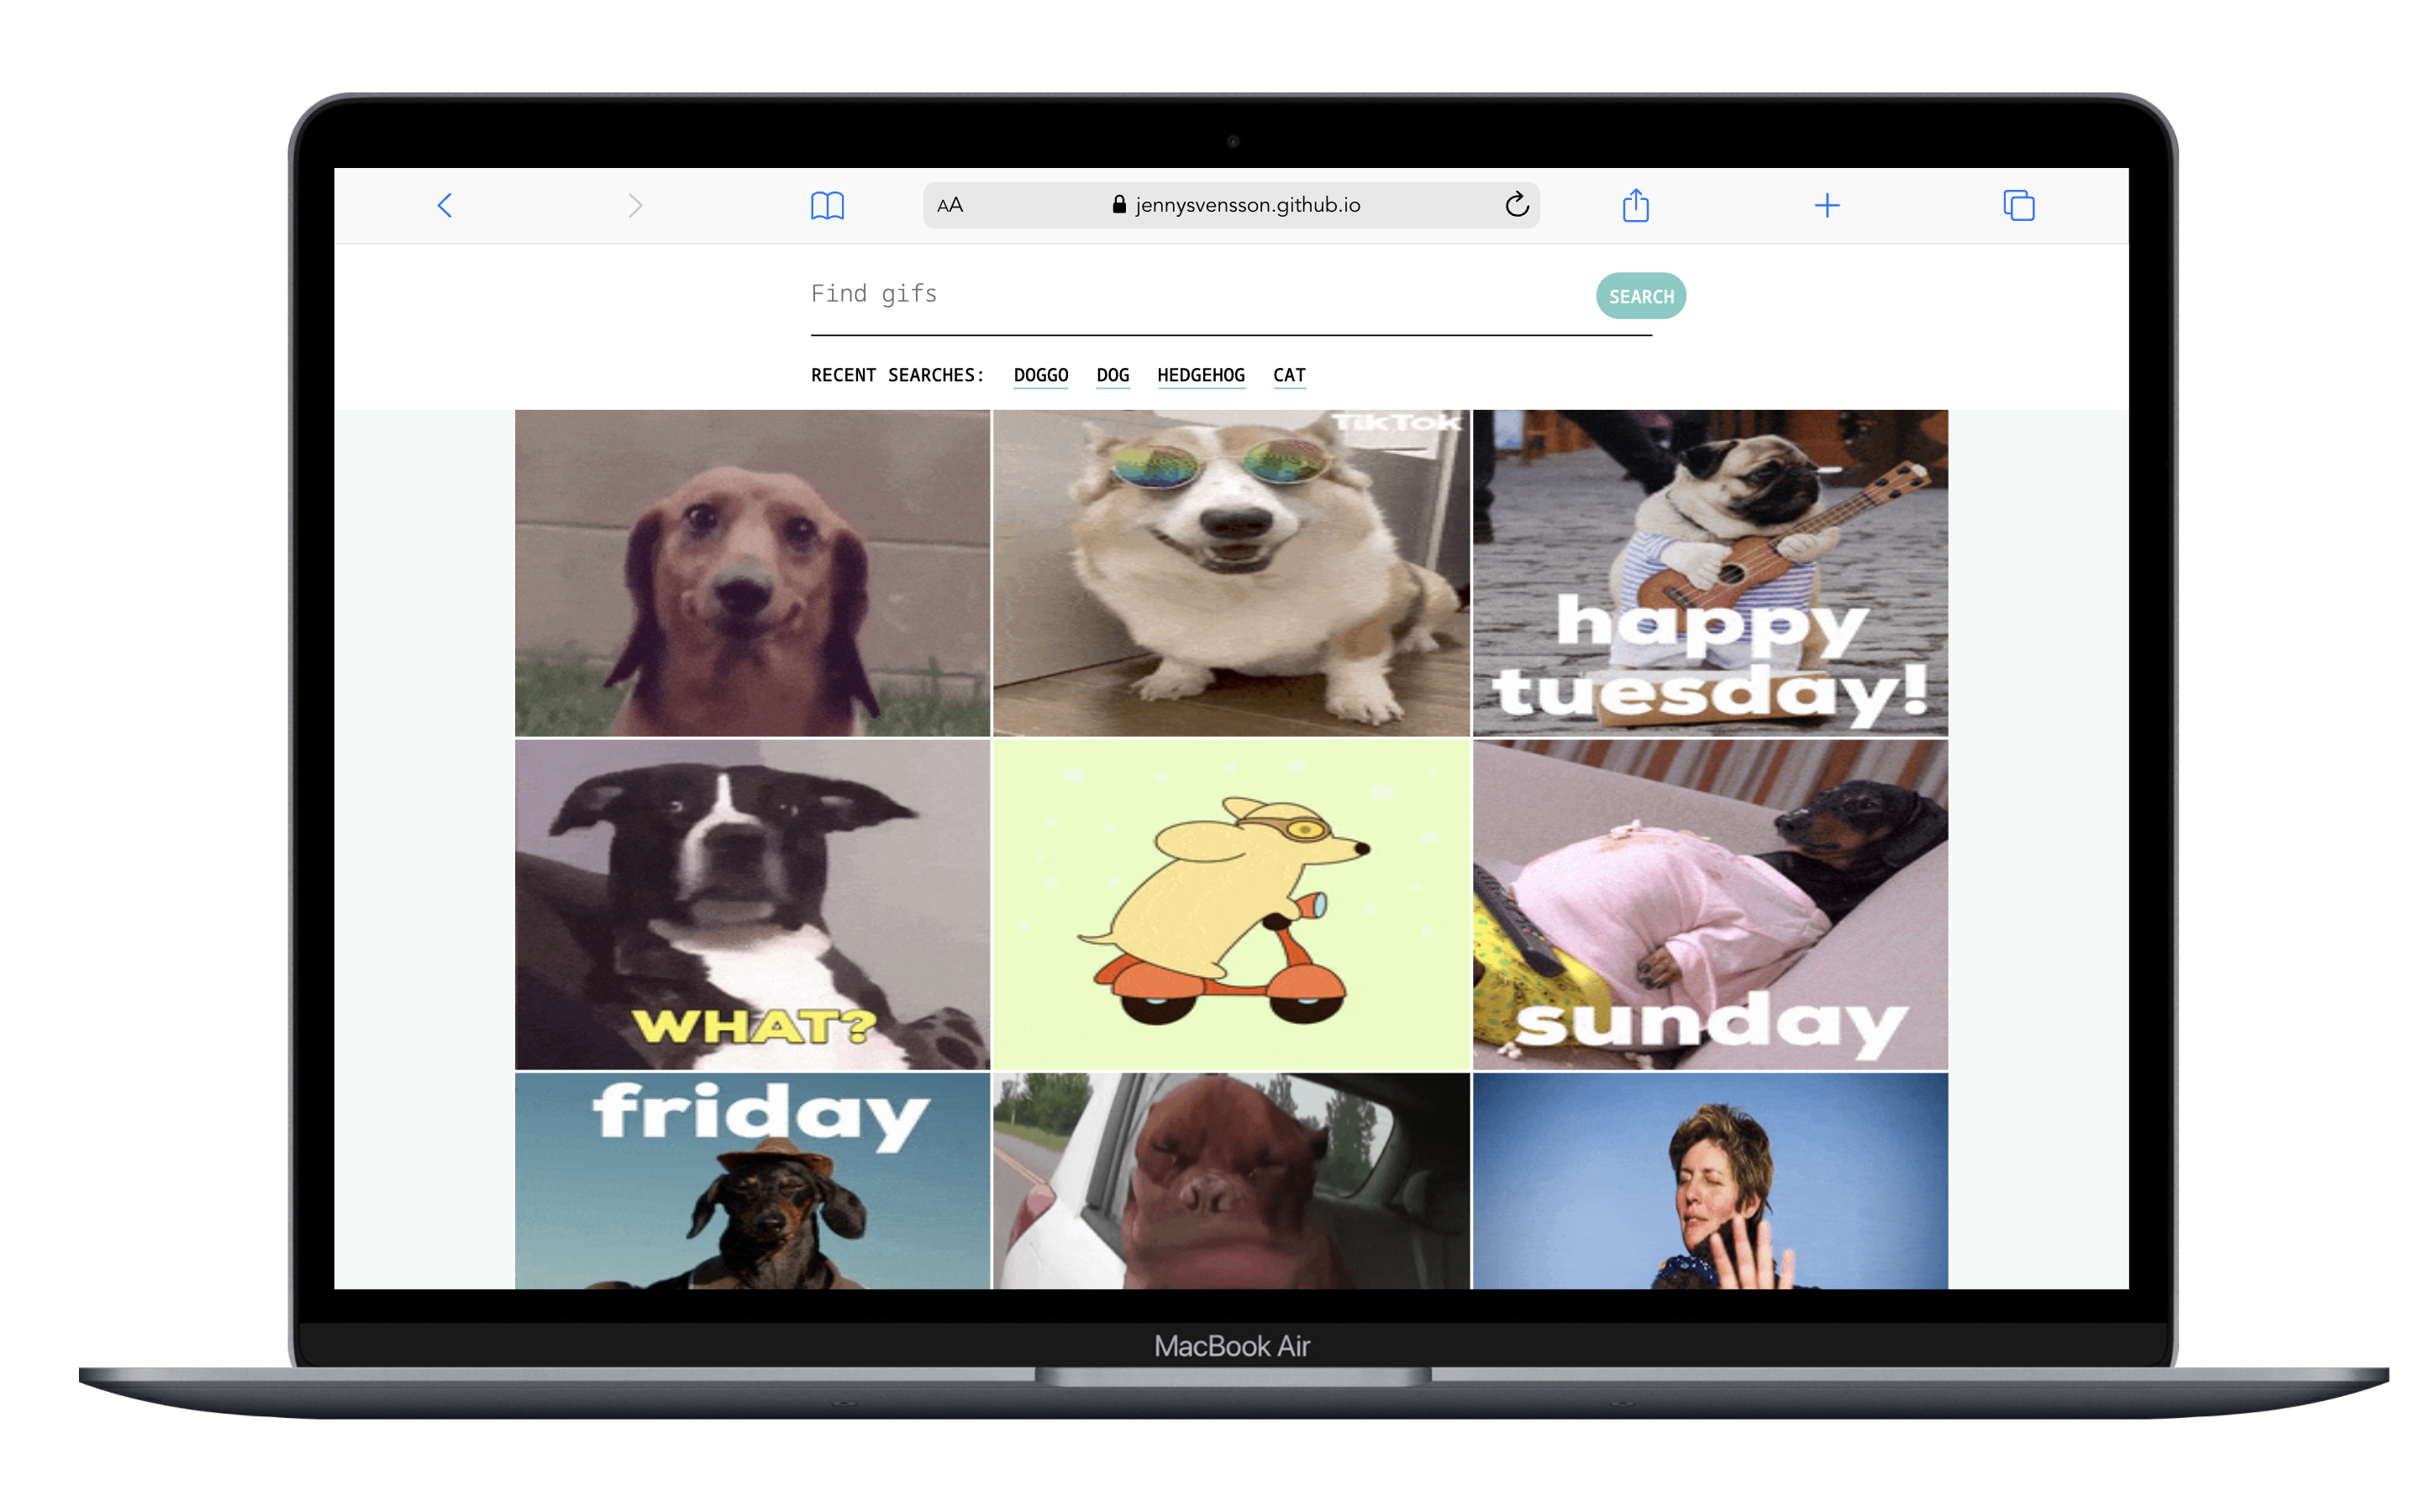 AA jennysvensson.github.io
Find gifs
SEARCH
RECENT SEARCHES: DOGGO DOG HEDGEHOG CAT
TikTok
happy
tuesday!
WHAT?
sunday
friday
MacBook Air